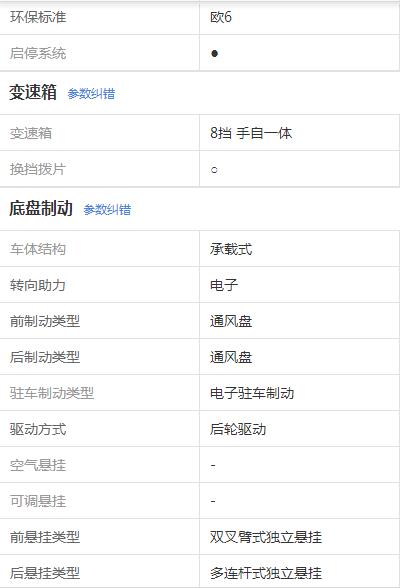 环保标准 欧6
启停系统 ●
变速箱 参数纠错
变速箱 8挡 手自一体
换挡拨片 ○
底盘制动 参数纠错
车体结构 承载式
转向助力 电子
前制动类型 通风盘
后制动类型 通风盘
驻车制动类型 电子驻车制动
驱动方式 后轮驱动
空气悬挂 -
可调悬挂 -
前悬挂类型 双叉臂式独立悬挂
后悬挂类型 多连杆式独立悬挂